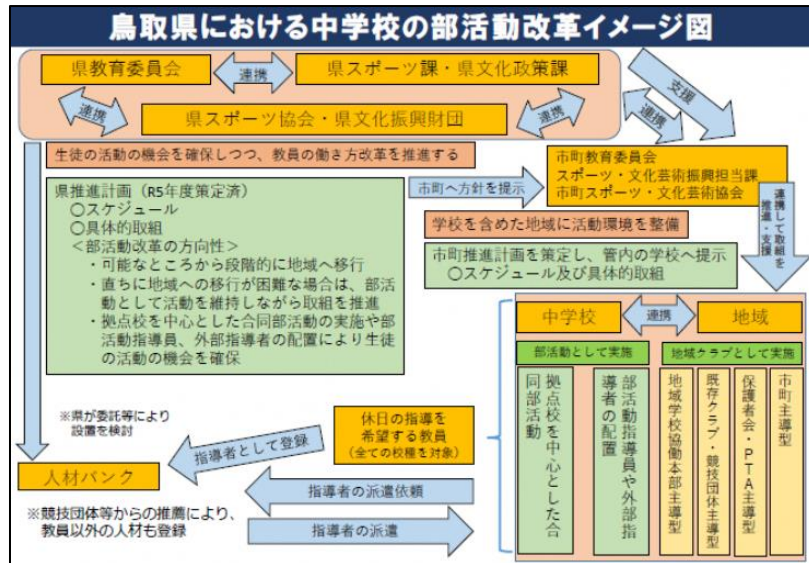 鳥取県における中学校の部活動改革イメージ図
県教育委員会
連携
県スポーツ課・県文化政策課
連携
県スポーツ協会・県文化振興財団
連携
連携
支援
生徒の活動の機会を確保しつつ、教員の働き方改革を推進する
市町教育委員会
スポーツ・文化芸術振興担当課
市町スポーツ・文化芸術協会
県推進計画（R5年度策定済）
○スケジュール
○具体的取組
＜部活動改革の方向性＞
・可能なところから段階的に地域へ移行
・直ちに地域への移行が困難な場合は、部活
動として活動を維持しながら取組を推進
・拠点校を中心とした合同部活動の実施や部
活動指導員、外部指導者の配置により生徒
の活動の機会を確保
市町へ方針を提示
学校を含めた地域に活動環境を整備
市町推進計画を策定し、管内の学校へ提示
○スケジュール及び具体的取組
連携して取組を
推進・支援
中学校
連携
地域
部活動として実施
地域クラブとして実施
拠点校を中心とした合
同部活動
部活動指導員や外部指
導者の配置
地域学校協働本部主導型
既存クラブ・競技団体主導型
保護者会・PTA主導型
市町主導型
※県が委託等により
設置を検討
人材バンク
指導者として登録
休日の指導を
希望する教員
（全ての校種を対象）
指導者の派遣依頼
指導者の派遣
※競技団体等からの推薦により、
教員以外の人材も登録